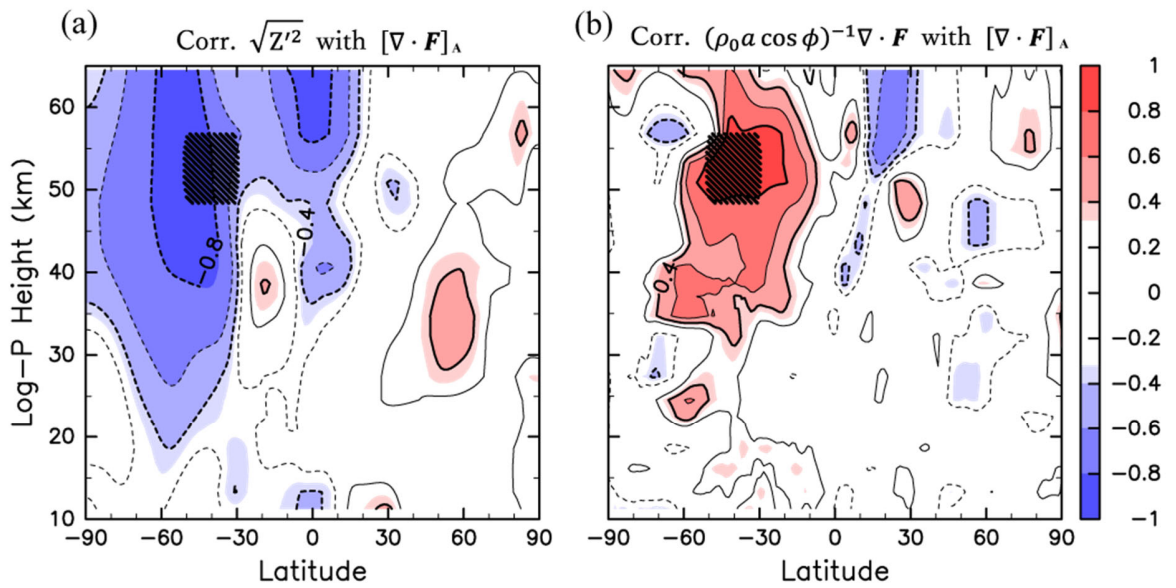 (a)
Corr. √Z′² with [∇ · F]A
(b)
Corr. (ρ₀a cos ϕ)⁻¹∇ · F with [∇ · F]A
Log−P Height (km)
60
50
40
30
20
10
−0.8
−0.4
−90 −60 −30 0 30 60 90
Latitude
−0.4
−90 −60 −30 0 30 60 90
Latitude
1
0.8
0.6
0.4
0.2
0
−0.2
−0.4
−0.6
−0.8
−1